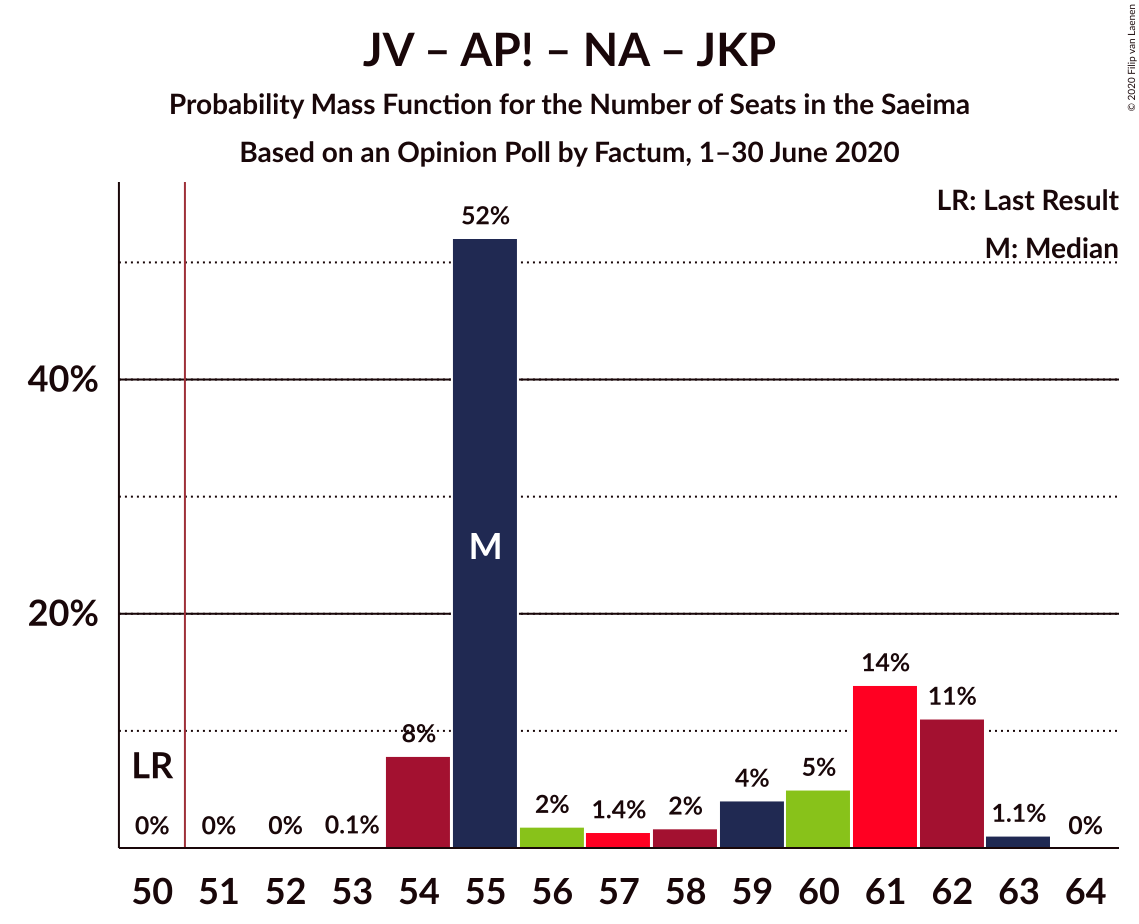 JV – AP! – NA – JKP
Probability Mass Function for the Number of Seats in the Saeima
Based on an Opinion Poll by Factum, 1–30 June 2020
© 2020 Filip van Laenen
LR: Last Result
M: Median
40%
20%
52%
M
LR
0%
0%
0%
0.1%
8%
2%
1.4%
2%
4%
5%
14%
11%
1.1%
0%
50 51 52 53 54 55 56 57 58 59 60 61 62 63 64